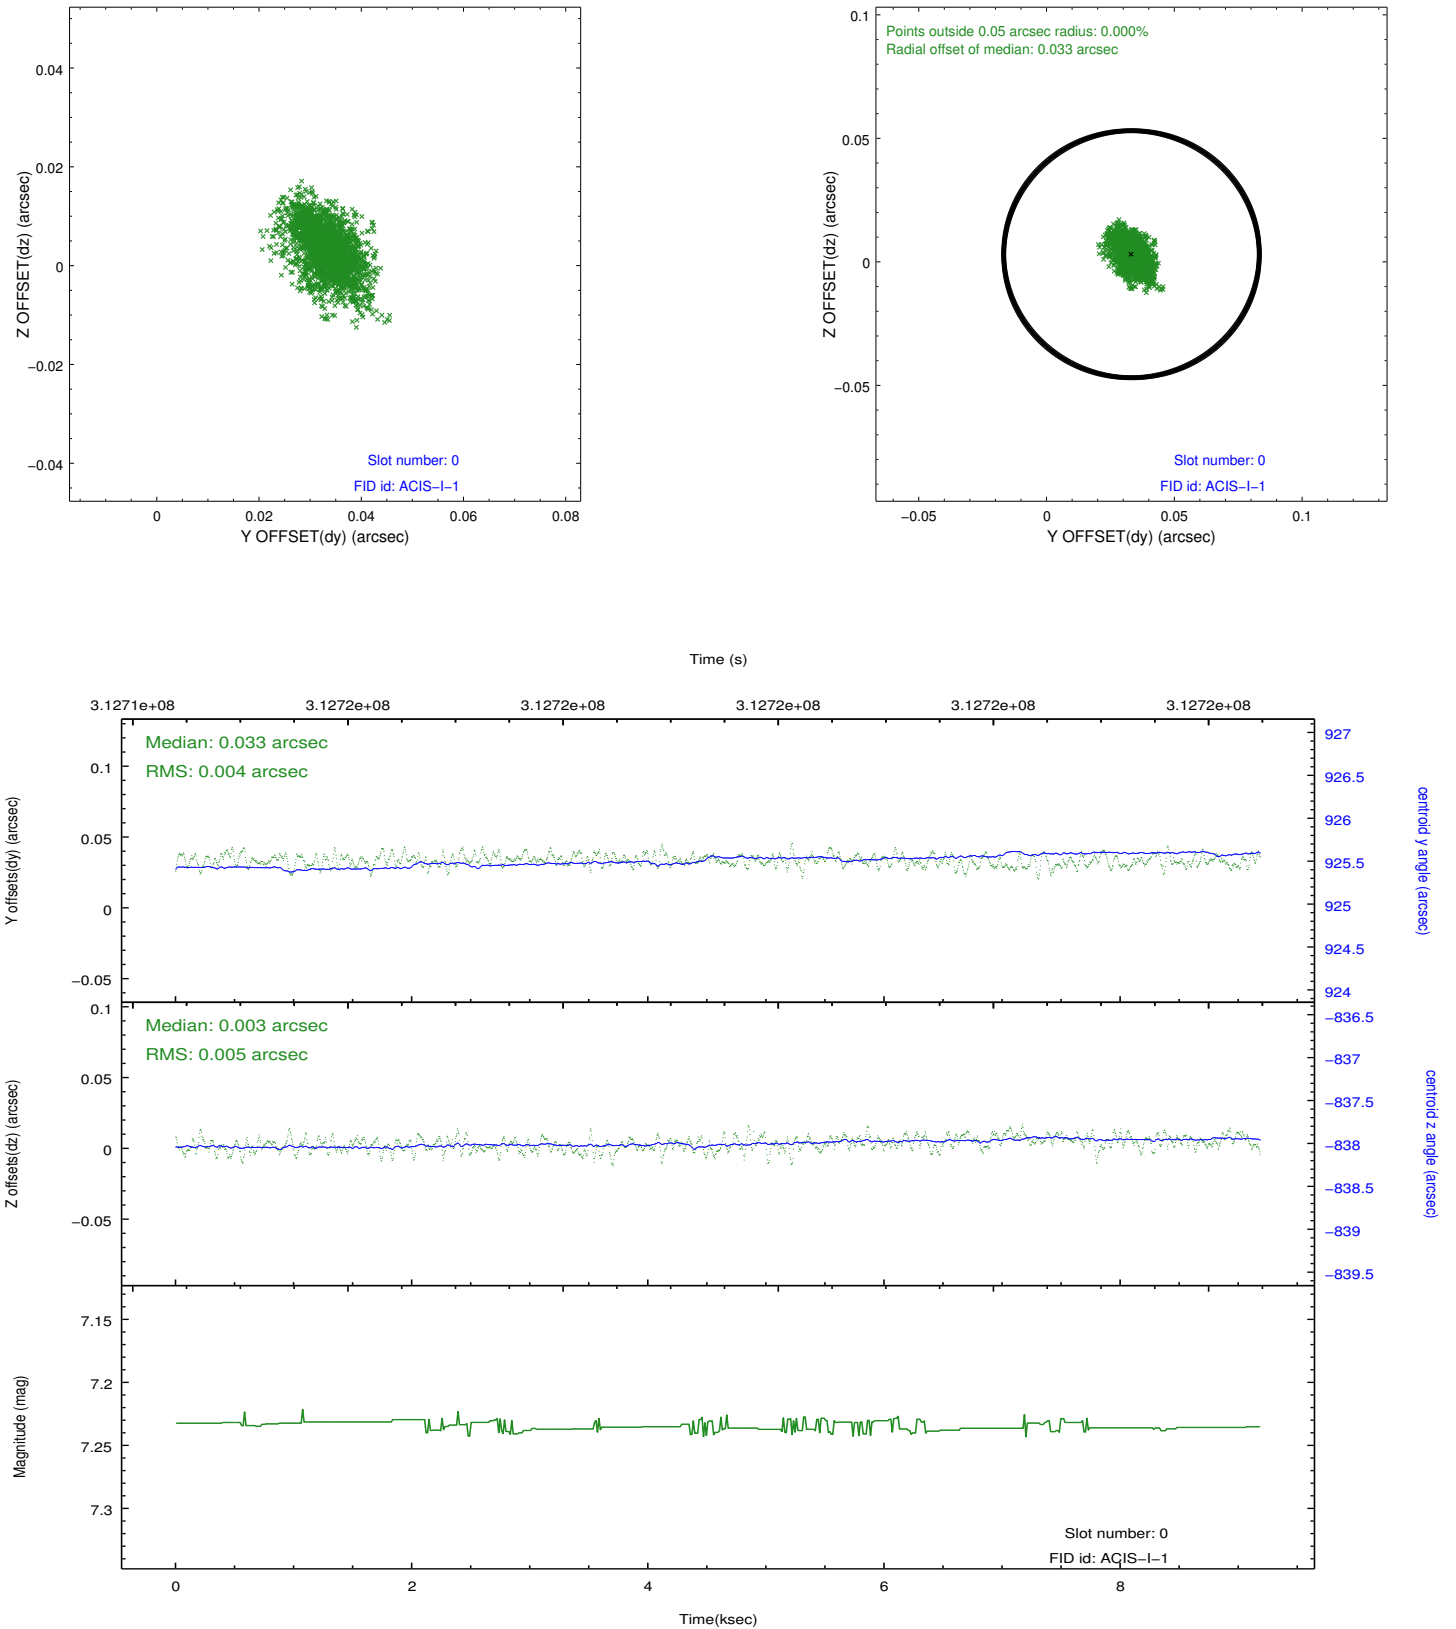 0.04
0.02
0
−0.02
−0.04
Z OFFSET(dz) (arcsec)
Slot number: 0
FID id: ACIS−I−1
0
0.02
0.04
0.06
0.08
Y OFFSET(dy) (arcsec)
Points outside 0.05 arcsec radius: 0.000%
Radial offset of median: 0.033 arcsec
0.1
0.05
0
−0.05
Z OFFSET(dz) (arcsec)
Slot number: 0
FID id: ACIS−I−1
−0.05
0
0.05
0.1
Y OFFSET(dy) (arcsec)
Time (s)
3.1271e+08
3.1272e+08
3.1272e+08
3.1272e+08
3.1272e+08
3.1272e+08
Median: 0.033 arcsec
RMS: 0.004 arcsec
0.1
0.05
0
−0.05
Y offsets(dy) (arcsec)
927
926.5
926
925.5
925
924.5
924
centroid y angle (arcsec)
Median: 0.003 arcsec
RMS: 0.005 arcsec
0.1
0.05
0
−0.05
Z offsets(dz) (arcsec)
−836.5
−837
−837.5
−838
−838.5
−839
−839.5
centroid z angle (arcsec)
7.15
7.2
7.25
7.3
Magnitude (mag)
Slot number: 0
FID id: ACIS−I−1
0
2
4
6
8
Time(ksec)